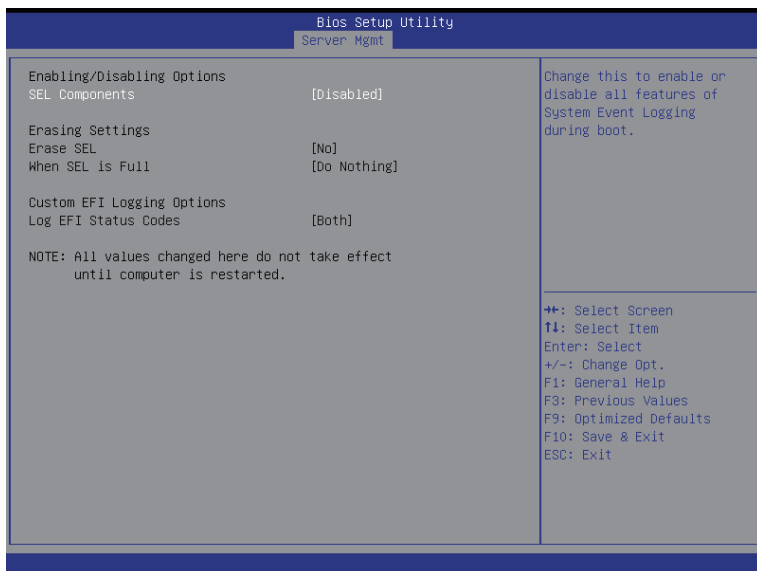 Bios Setup Utility
Server Mgmt
Enabling/Disabling Options
SEL Components [Disabled]
Erasing Settings
Erase SEL [No]
When SEL is Full [Do Nothing]
Custom EFI Logging Options
Log EFI Status Codes [Both]
NOTE: All values changed here do not take effect
until computer is restarted.
Change this to enable or
disable all features of
System Event Logging
during boot.
→←: Select Screen
↑↓: Select Item
Enter: Select
+/-: Change Opt.
F1: General Help
F3: Previous Values
F9: Optimized Defaults
F10: Save & Exit
ESC: Exit